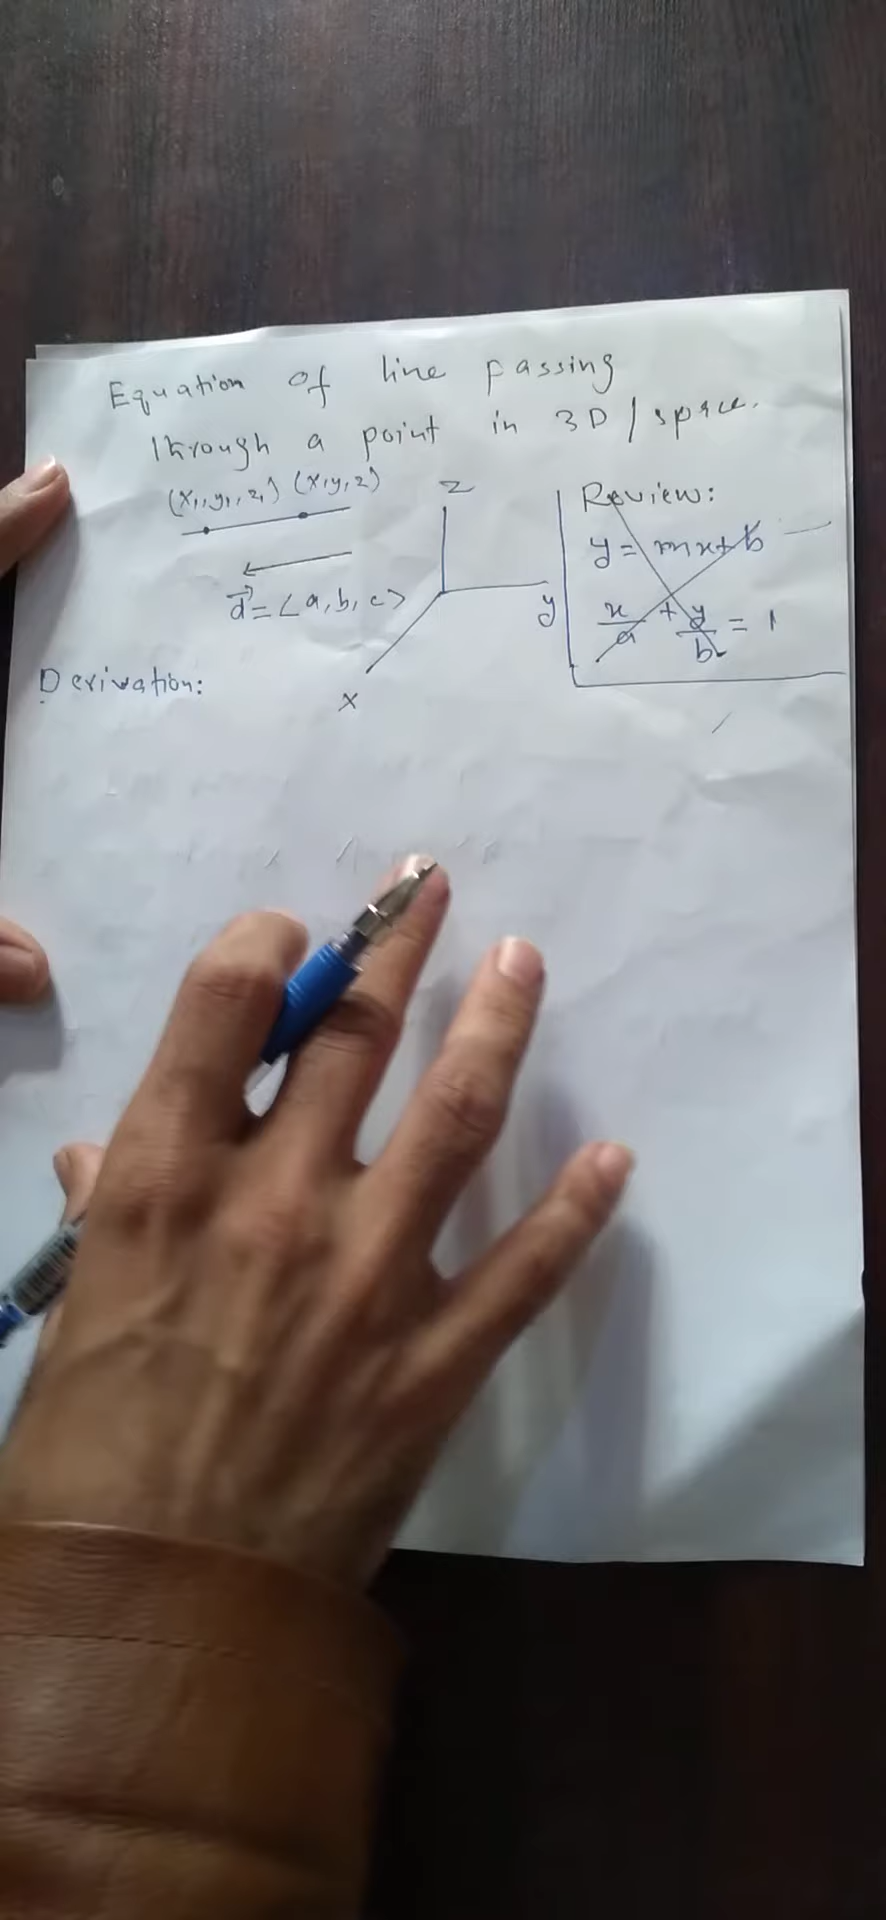 Equation of line passing
through a point in 3D / space.
(x₁, y₁, z₁) (x, y, z)
d⃗ = < a, b, c >
z
y
x
Review:
y = mx + b
x/a + y/b = 1
Derivation: